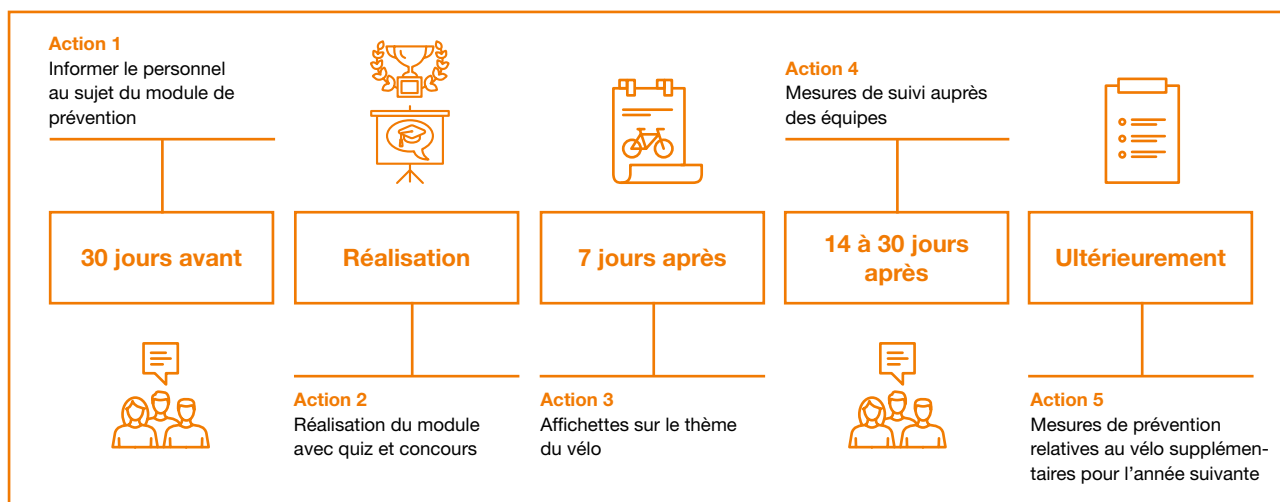 Action 1
Informer le personnel
au sujet du module de
prévention
30 jours avant
Réalisation
Action 2
Réalisation du module
avec quiz et concours
7 jours après
Action 3
Affichettes sur le thème
du vélo
Action 4
Mesures de suivi auprès
des équipes
14 à 30 jours
après
Ultérieurement
Action 5
Mesures de prévention
relatives au vélo supplémen-
taires pour l’année suivante